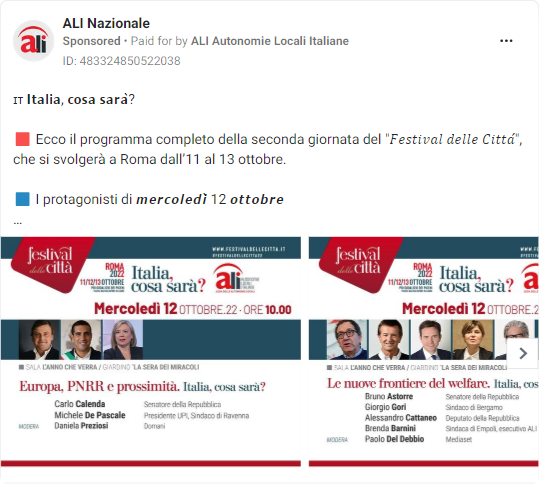 ALI Nazionale
Sponsored • Paid for by ALI Autonomie Locali Italiane
ID: 483324850522038
ali
IT Italia, cosa sarà?
Ecco il programma completo della seconda giornata del "Festival delle Cittá",
che si svolgerà a Roma dall'11 al 13 ottobre.
I protagonisti di mercoledì 12 ottobre
...
WWW.FESTIVALDELLECITTA.IT
#FESTIVALDELLECITTA22
festival
delle città
ROMA
2022
11/12/13 OTTOBRE
Italia,
cosa sarà?
ali
Mercoledì 12 OTTOBRE.22 - ORE 10.00
SALA L'ANNO CHE VERRA / GIARDINO 'LA SERA DEI MIRACOLI
Europa, PNRR e prossimità. Italia, cosa sarà?
Carlo Calenda Senatore della Repubblica
Michele De Pascale Presidente UPI, Sindaco di Ravenna
MODERA Daniela Preziosi Domani
WWW.FES
#FESTIVA
festival
delle città
ROMA
2022
11/12/13 OTTOBRE
Italia,
cosa sarà?
Mercoledì 12 OTTOBRE.22
SALA L'ANNO CHE VERRA / GIARDINO 'LA SERA DEI MIRACOLI
Le nuove frontiere del welfare. Italia, cos
Bruno Astorre Senatore della Repubblica
Giorgio Gori Sindaco di Bergamo
Alessandro Cattaneo Deputato della Repubblica
Brenda Barnini Sindaco di Empoli, esecutivo ALI
MODERA Paolo Del Debbio Mediaset